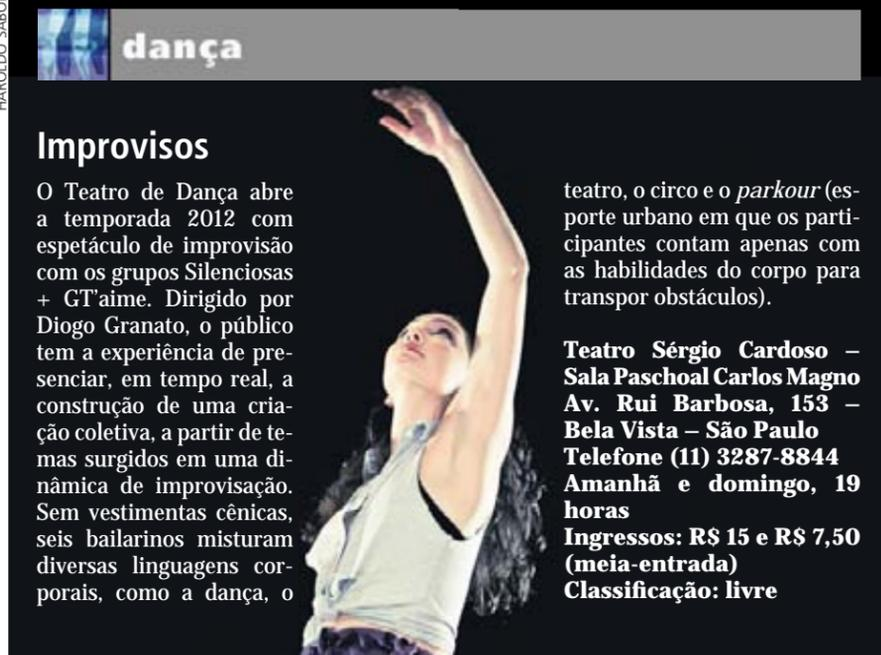 dança
Improvisos
O Teatro de Dança abre
a temporada 2012 com
espetáculo de improvisão
com os grupos Silenciosas
+ GT’aime. Dirigido por
Diogo Granato, o público
tem a experiência de pre-
senciar, em tempo real, a
construção de uma cria-
ção coletiva, a partir de te-
mas surgidos em uma di-
nâmica de improvisação.
Sem vestimentas cênicas,
seis bailarinos misturam
diversas linguagens cor-
porais, como a dança, o
teatro, o circo e o parkour (es-
porte urbano em que os parti-
cipantes contam apenas com
as habilidades do corpo para
transpor obstáculos).
Teatro Sérgio Cardoso –
Sala Paschoal Carlos Magno
Av. Rui Barbosa, 153 –
Bela Vista – São Paulo
Telefone (11) 3287-8844
Amanhã e domingo, 19
horas
Ingressos: R$ 15 e R$ 7,50
(meia-entrada)
Classificação: livre